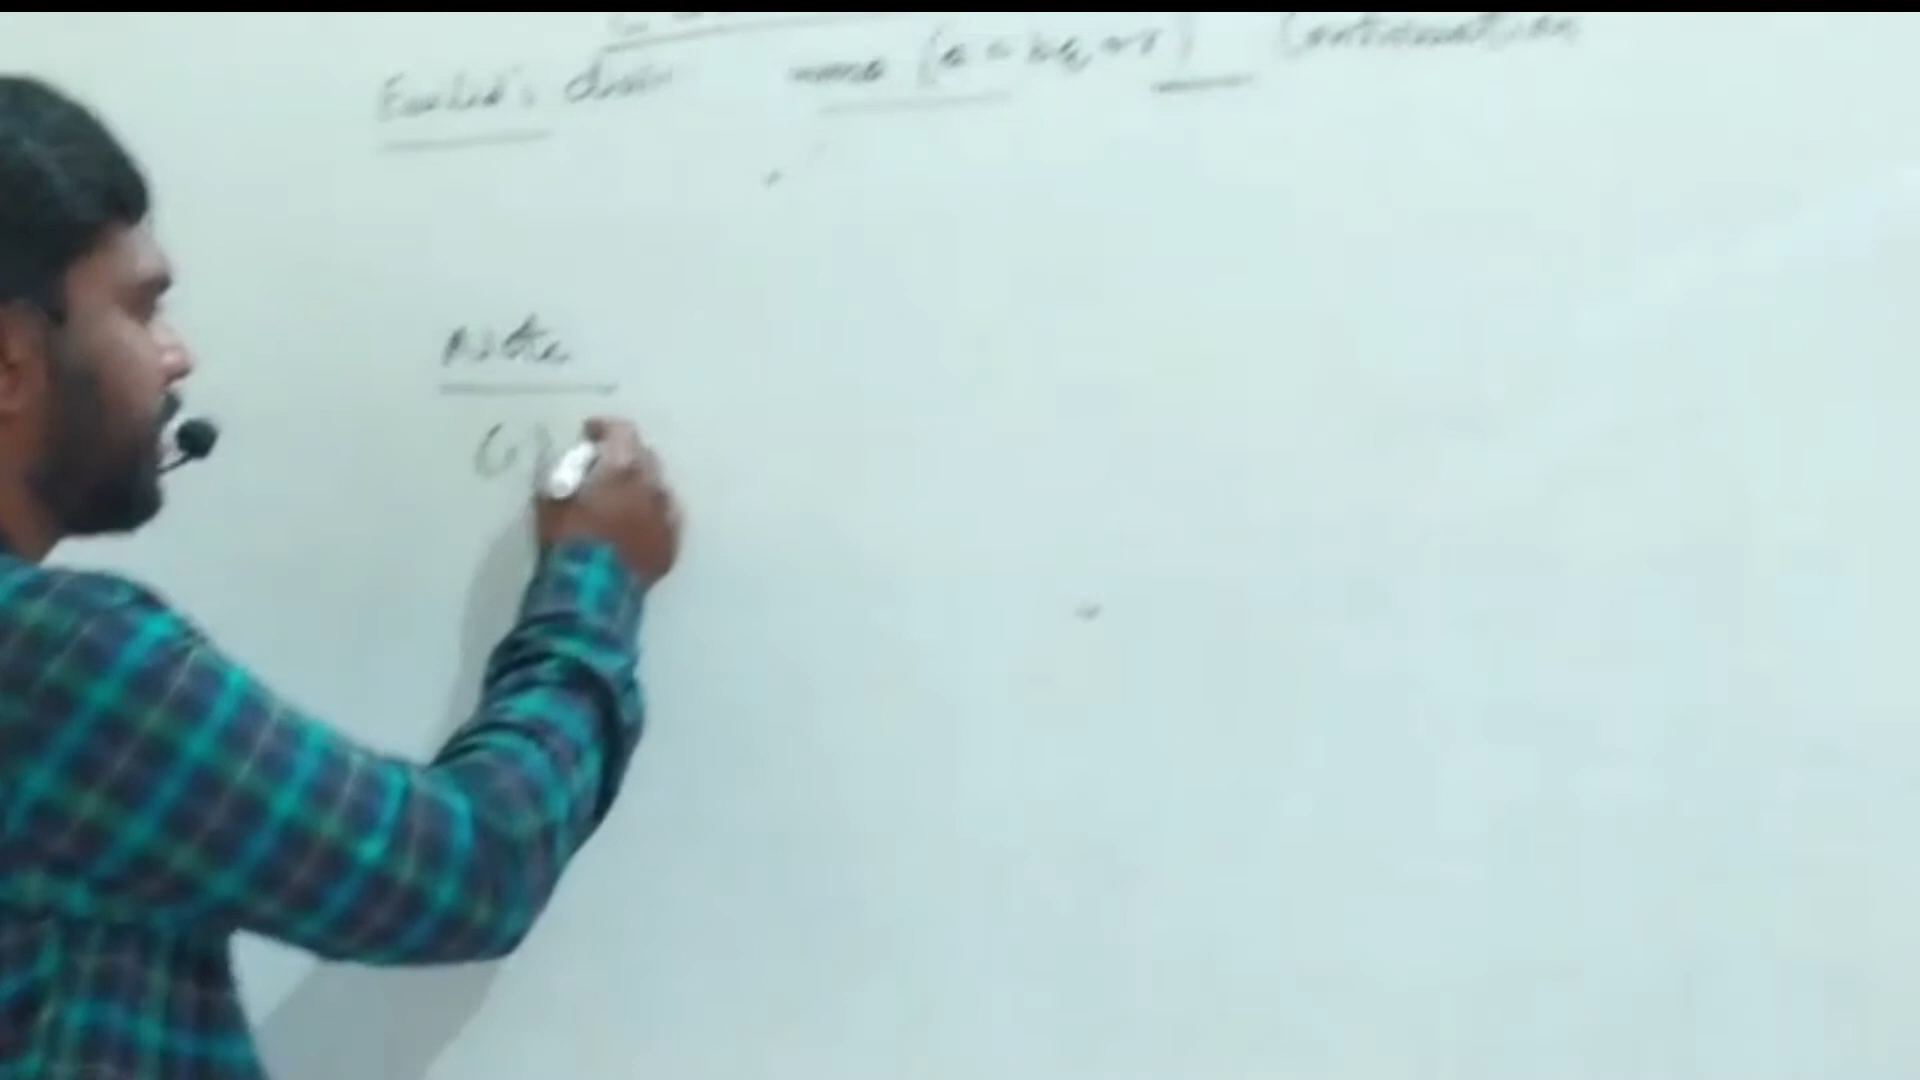 Euclid's division lemma (a = bq + r) Continuation
Note
(i)